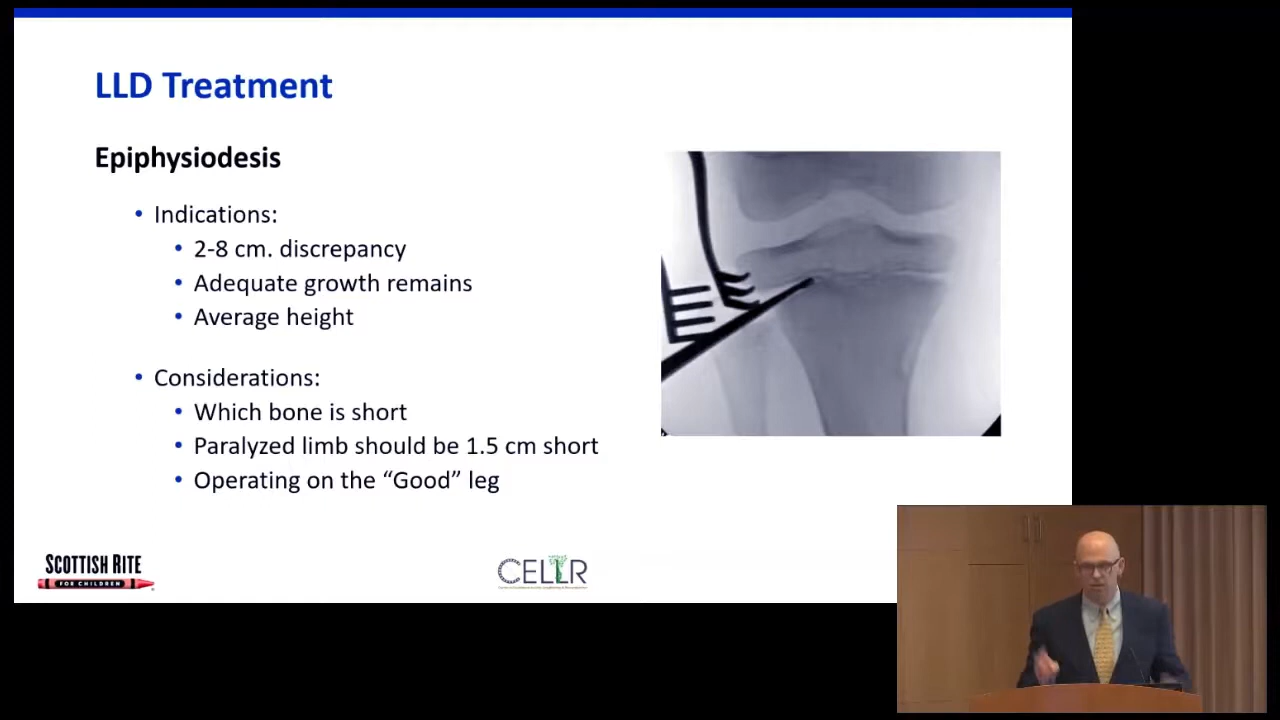 LLD Treatment
Epiphysiodesis
• Indications:
• 2-8 cm. discrepancy
• Adequate growth remains
• Average height
• Considerations:
• Which bone is short
• Paralyzed limb should be 1.5 cm short
• Operating on the “Good” leg
SCOTTISH RITE
FOR CHILDREN
CELLR